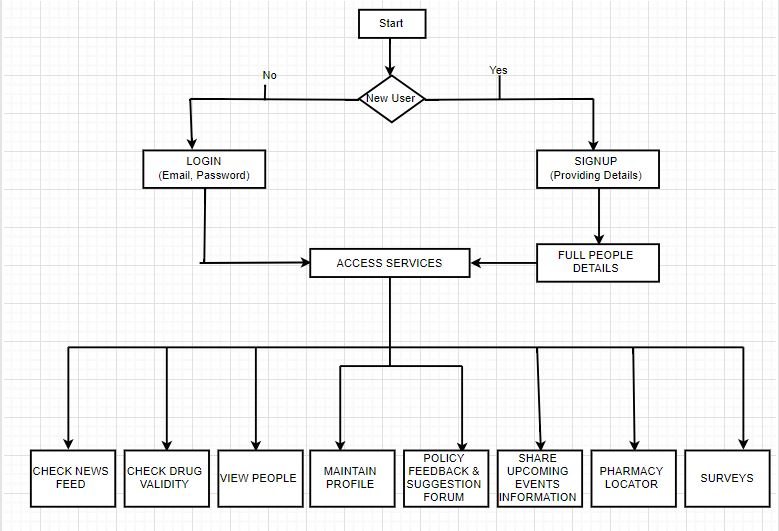 Start
No
Yes
New User
LOGIN
(Email, Password)
SIGNUP
(Providing Details)
ACCESS SERVICES
FULL PEOPLE
DETAILS
CHECK NEWS
FEED
CHECK DRUG
VALIDITY
VIEW PEOPLE
MAINTAIN
PROFILE
POLICY
FEEDBACK &
SUGGESTION
FORUM
SHARE
UPCOMING
EVENTS
INFORMATION
PHARMACY
LOCATOR
SURVEYS